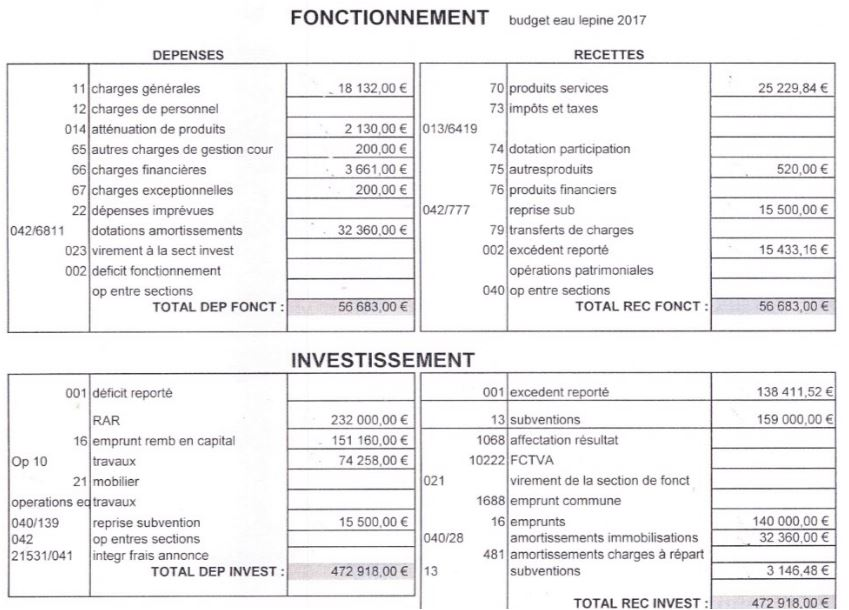 FONCTIONNEMENT budget eau lepine 2017
DEPENSES
11 charges générales 18 132,00 €
12 charges de personnel
014 atténuation de produits 2 130,00 €
65 autres charges de gestion cour 200,00 €
66 charges financières 3 661,00 €
67 charges exceptionnelles 200,00 €
22 dépenses imprévues
042/6811 dotations amortissements 32 360,00 €
023 virement à la sect invest
002 deficit fonctionnement
op entre sections
TOTAL DEP FONCT : 56 683,00 €
RECETTES
70 produits services 25 229,84 €
73 impôts et taxes
013/6419
74 dotation participation
75 autresproduits 520,00 €
76 produits financiers
042/777 reprise sub 15 500,00 €
79 transferts de charges
002 excédent reporté 15 433,16 €
opérations patrimoniales
040 op entre sections
TOTAL REC FONCT : 56 683,00 €
INVESTISSEMENT
001 déficit reporté
RAR 232 000,00 €
16 emprunt remb en capital 151 160,00 €
Op 10 travaux 74 258,00 €
21 mobilier
operations eq travaux
040/139 reprise subvention 15 500,00 €
042 op entres sections
21531/041 integr frais annonce
TOTAL DEP INVEST : 472 918,00 €
001 excedent reporté 138 411,52 €
13 subventions 159 000,00 €
1068 affectation résultat
10222 FCTVA
021 virement de la section de fonct
1688 emprunt commune
16 emprunts 140 000,00 €
040/28 amortissements immobilisations 32 360,00 €
481 amortissements charges à répart
13 subventions 3 146,48 €
TOTAL REC INVEST : 472 918,00 €